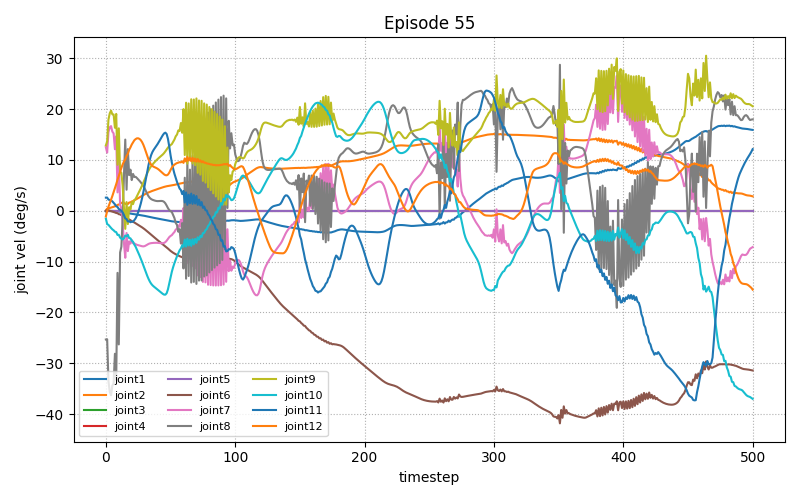 Episode 55
joint vel (deg/s)
30
20
10
0
−10
−20
−30
−40
joint1
joint2
joint3
joint4
joint5
joint6
joint7
joint8
joint9
joint10
joint11
joint12
0 100 200 300 400 500
timestep